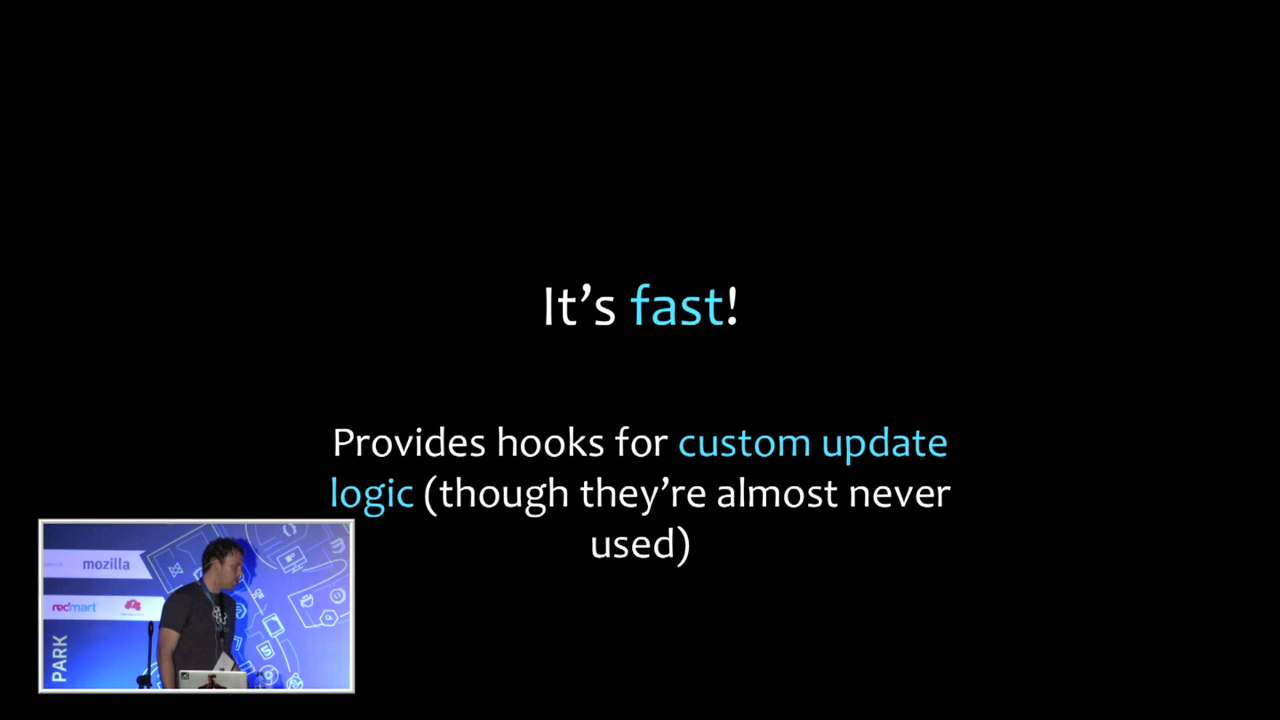 It's fast!
Provides hooks for custom update
logic (though they're almost never
used)
mozilla
redmart
PARK